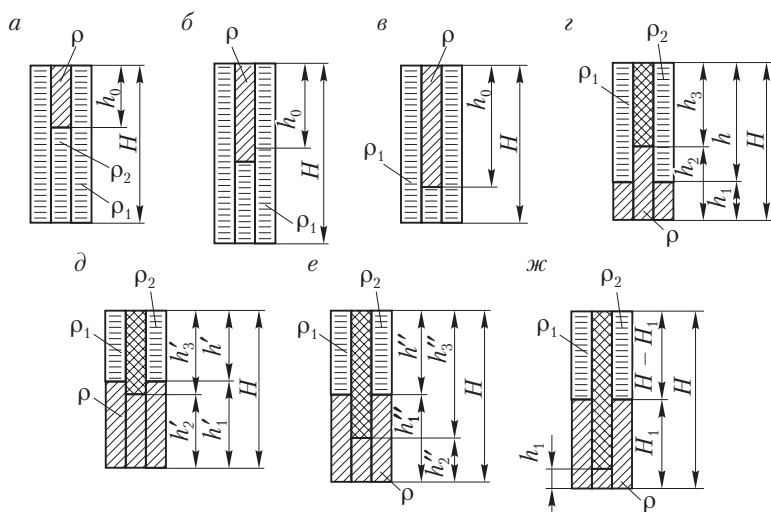 а
ρ
h₀
H
ρ₂
ρ₁
б
ρ
h₀
H
ρ₁
в
ρ
h₀
H
ρ₁
г
ρ₂
ρ₁
h₃
h
H
h₂
h₁
ρ
д
ρ₂
ρ₁
h′₃
h′
H
ρ
h′₂
h′₁
е
ρ₂
ρ₁
h″
h″₃
H
h″₁
h″₂
ρ
ж
ρ₂
ρ₁
H − H₁
H
h₁
H₁
ρ